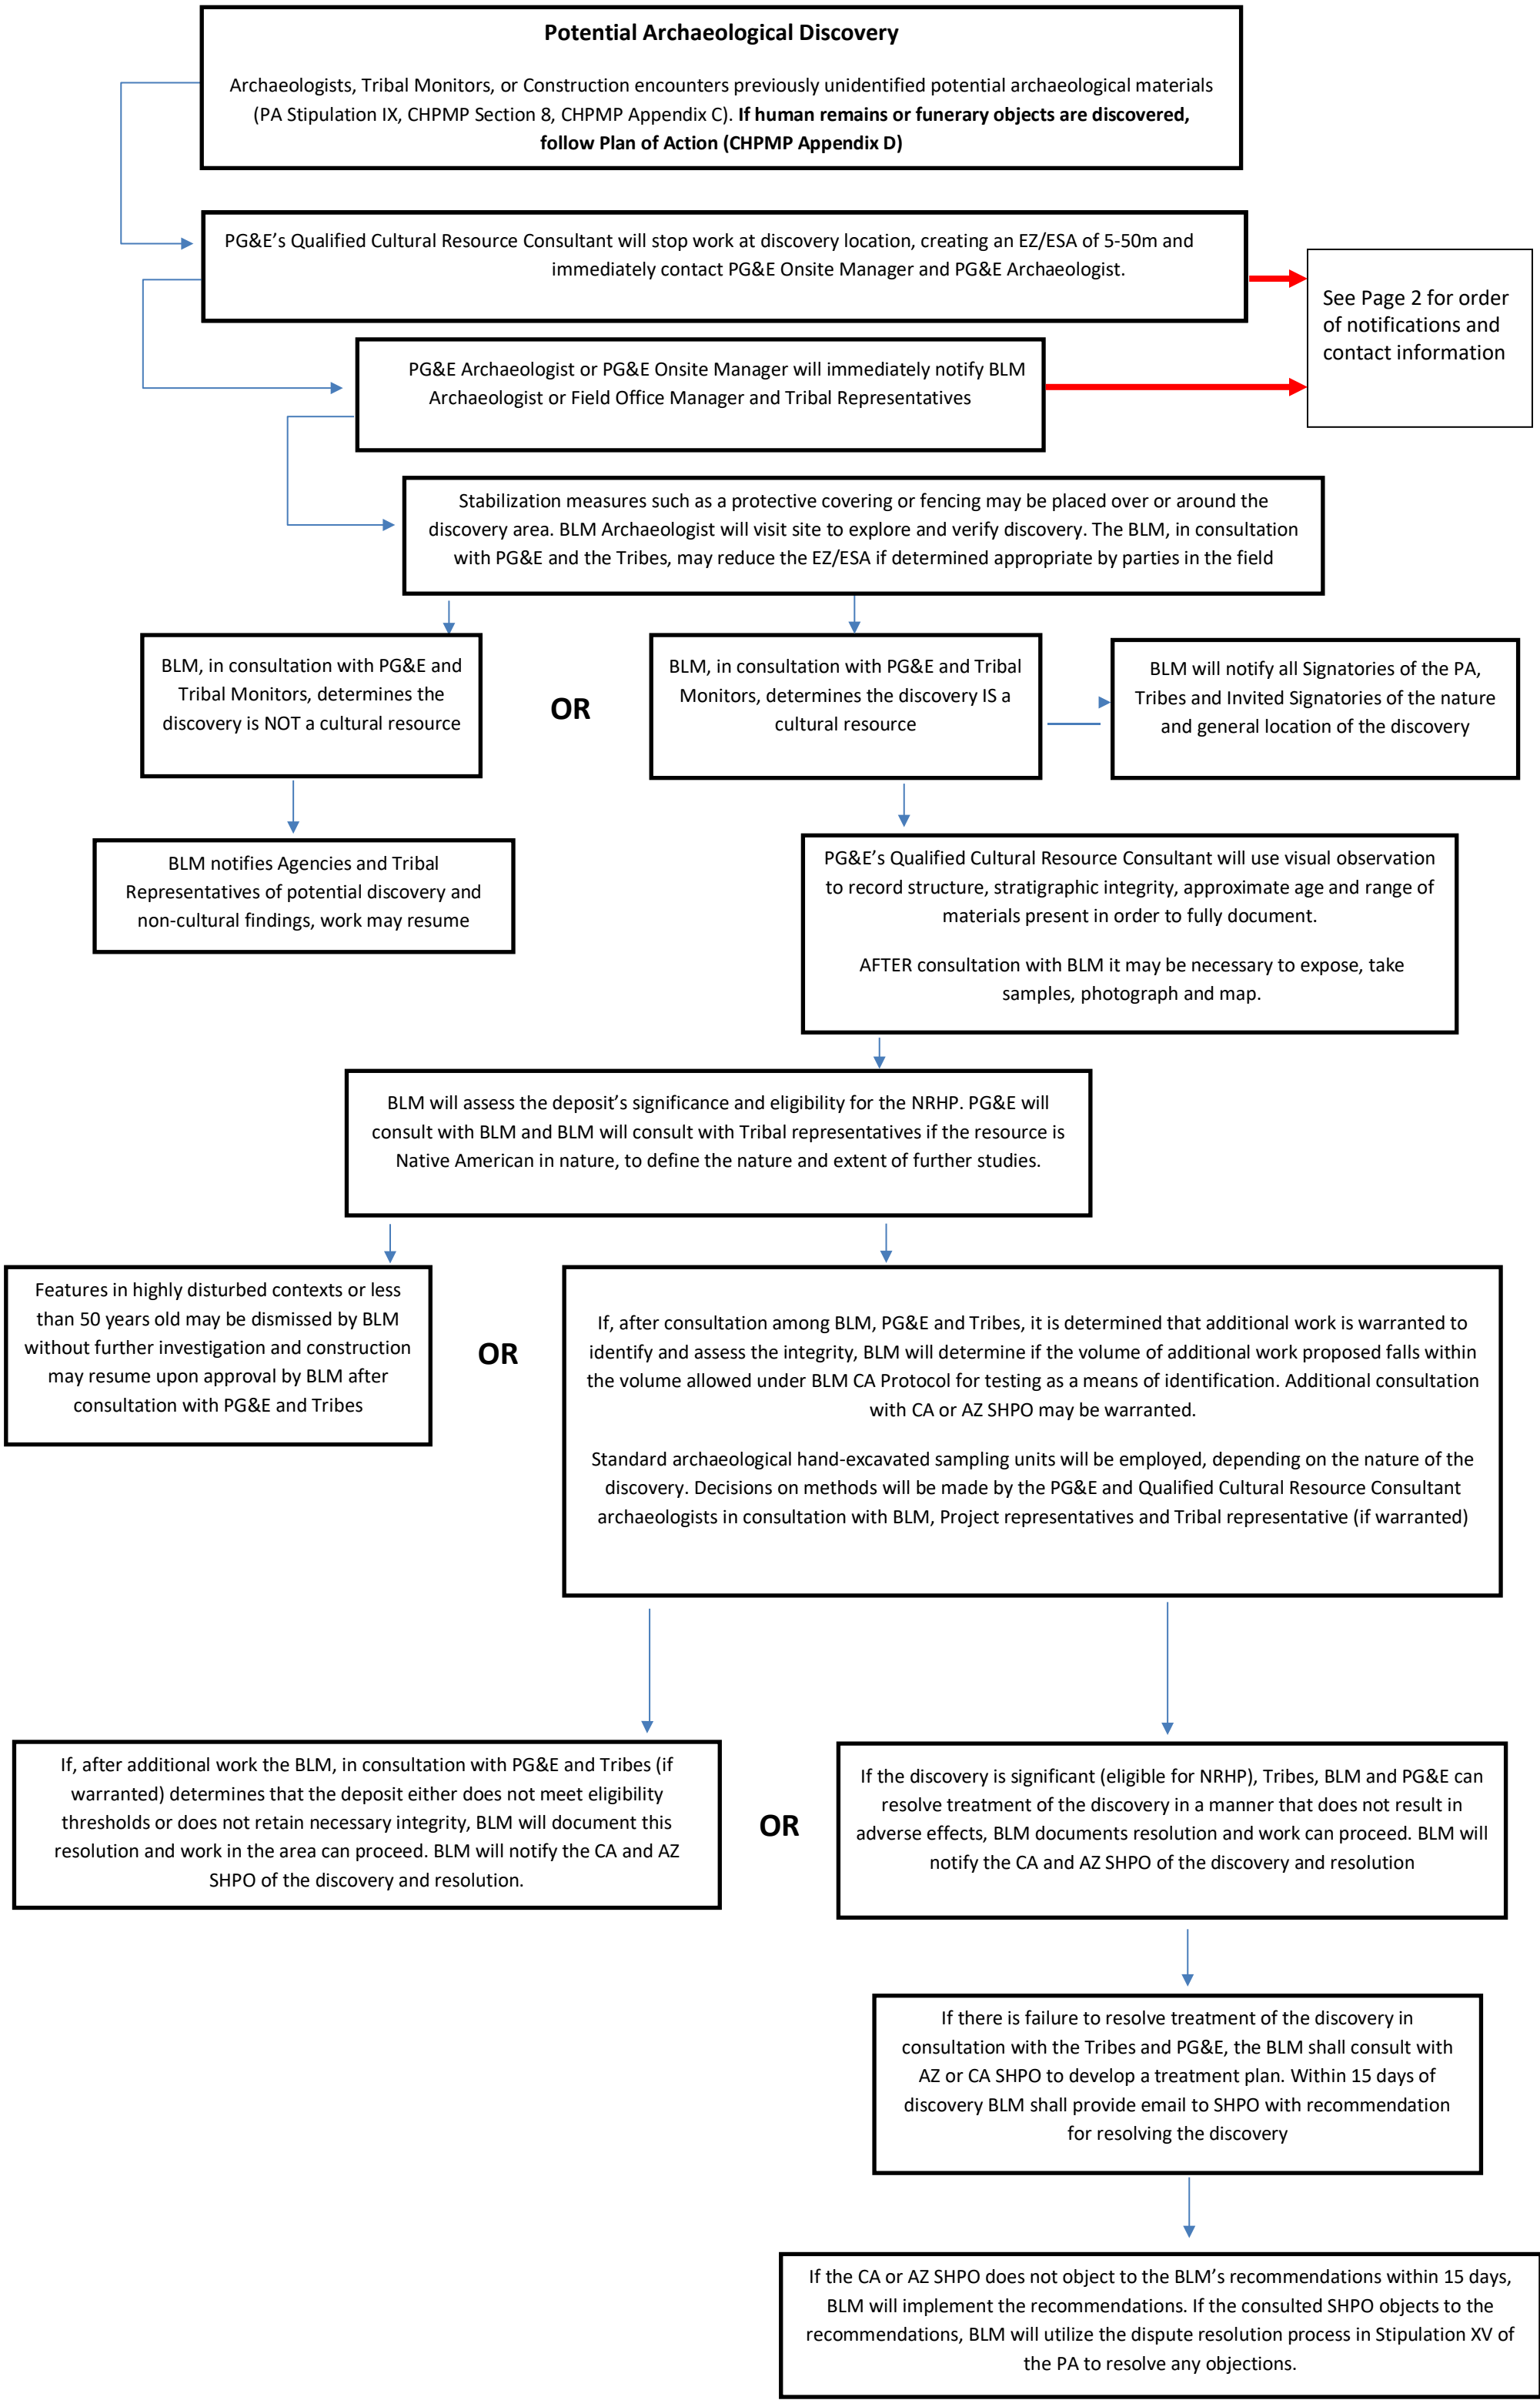 Potential Archaeological Discovery
Archaeologists, Tribal Monitors, or Construction encounters previously unidentified potential archaeological materials
(PA Stipulation IX, CHPMP Section 8, CHPMP Appendix C). If human remains or funerary objects are discovered,
follow Plan of Action (CHPMP Appendix D)
PG&E’s Qualified Cultural Resource Consultant will stop work at discovery location, creating an EZ/ESA of 5-50m and
immediately contact PG&E Onsite Manager and PG&E Archaeologist.
See Page 2 for order
of notifications and
contact information
PG&E Archaeologist or PG&E Onsite Manager will immediately notify BLM
Archaeologist or Field Office Manager and Tribal Representatives
Stabilization measures such as a protective covering or fencing may be placed over or around the
discovery area. BLM Archaeologist will visit site to explore and verify discovery. The BLM, in consultation
with PG&E and the Tribes, may reduce the EZ/ESA if determined appropriate by parties in the field
BLM, in consultation with PG&E and
Tribal Monitors, determines the
discovery is NOT a cultural resource
OR
BLM, in consultation with PG&E and Tribal
Monitors, determines the discovery IS a
cultural resource
BLM will notify all Signatories of the PA,
Tribes and Invited Signatories of the nature
and general location of the discovery
BLM notifies Agencies and Tribal
Representatives of potential discovery and
non-cultural findings, work may resume
PG&E’s Qualified Cultural Resource Consultant will use visual observation
to record structure, stratigraphic integrity, approximate age and range of
materials present in order to fully document.
AFTER consultation with BLM it may be necessary to expose, take
samples, photograph and map.
BLM will assess the deposit’s significance and eligibility for the NRHP. PG&E will
consult with BLM and BLM will consult with Tribal representatives if the resource is
Native American in nature, to define the nature and extent of further studies.
Features in highly disturbed contexts or less
than 50 years old may be dismissed by BLM
without further investigation and construction
may resume upon approval by BLM after
consultation with PG&E and Tribes
OR
If, after consultation among BLM, PG&E and Tribes, it is determined that additional work is warranted to
identify and assess the integrity, BLM will determine if the volume of additional work proposed falls within
the volume allowed under BLM CA Protocol for testing as a means of identification. Additional consultation
with CA or AZ SHPO may be warranted.
Standard archaeological hand-excavated sampling units will be employed, depending on the nature of the
discovery. Decisions on methods will be made by the PG&E and Qualified Cultural Resource Consultant
archaeologists in consultation with BLM, Project representatives and Tribal representative (if warranted)
If, after additional work the BLM, in consultation with PG&E and Tribes (if
warranted) determines that the deposit either does not meet eligibility
thresholds or does not retain necessary integrity, BLM will document this
resolution and work in the area can proceed. BLM will notify the CA and AZ
SHPO of the discovery and resolution.
OR
If the discovery is significant (eligible for NRHP), Tribes, BLM and PG&E can
resolve treatment of the discovery in a manner that does not result in
adverse effects, BLM documents resolution and work can proceed. BLM will
notify the CA and AZ SHPO of the discovery and resolution
If there is failure to resolve treatment of the discovery in
consultation with the Tribes and PG&E, the BLM shall consult with
AZ or CA SHPO to develop a treatment plan. Within 15 days of
discovery BLM shall provide email to SHPO with recommendation
for resolving the discovery
If the CA or AZ SHPO does not object to the BLM’s recommendations within 15 days,
BLM will implement the recommendations. If the consulted SHPO objects to the
recommendations, BLM will utilize the dispute resolution process in Stipulation XV of
the PA to resolve any objections.